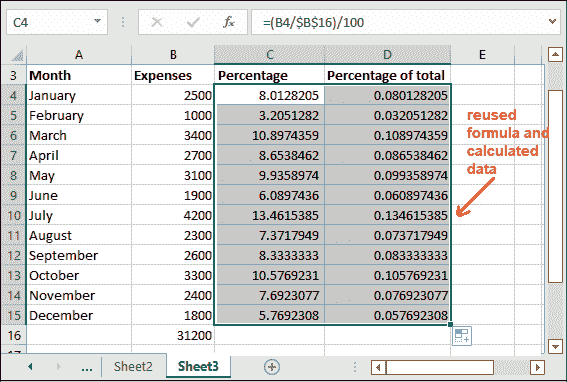 C4 fx =(B4/$B$16)/100
A B C D E
3 Month Expenses Percentage Percentage of total
4 January 2500 8.0128205 0.080128205
5 February 1000 3.2051282 0.032051282
6 March 3400 10.8974359 0.108974359
7 April 2700 8.6538462 0.086538462
8 May 3100 9.9358974 0.099358974
9 June 1900 6.0897436 0.060897436
10 July 4200 13.4615385 0.134615385
11 August 2300 7.3717949 0.073717949
12 September 2600 8.3333333 0.083333333
13 October 3300 10.5769231 0.105769231
14 November 2400 7.6923077 0.076923077
15 December 1800 5.7692308 0.057692308
16 31200
reused
formula and
calculated
data
... Sheet2 Sheet3